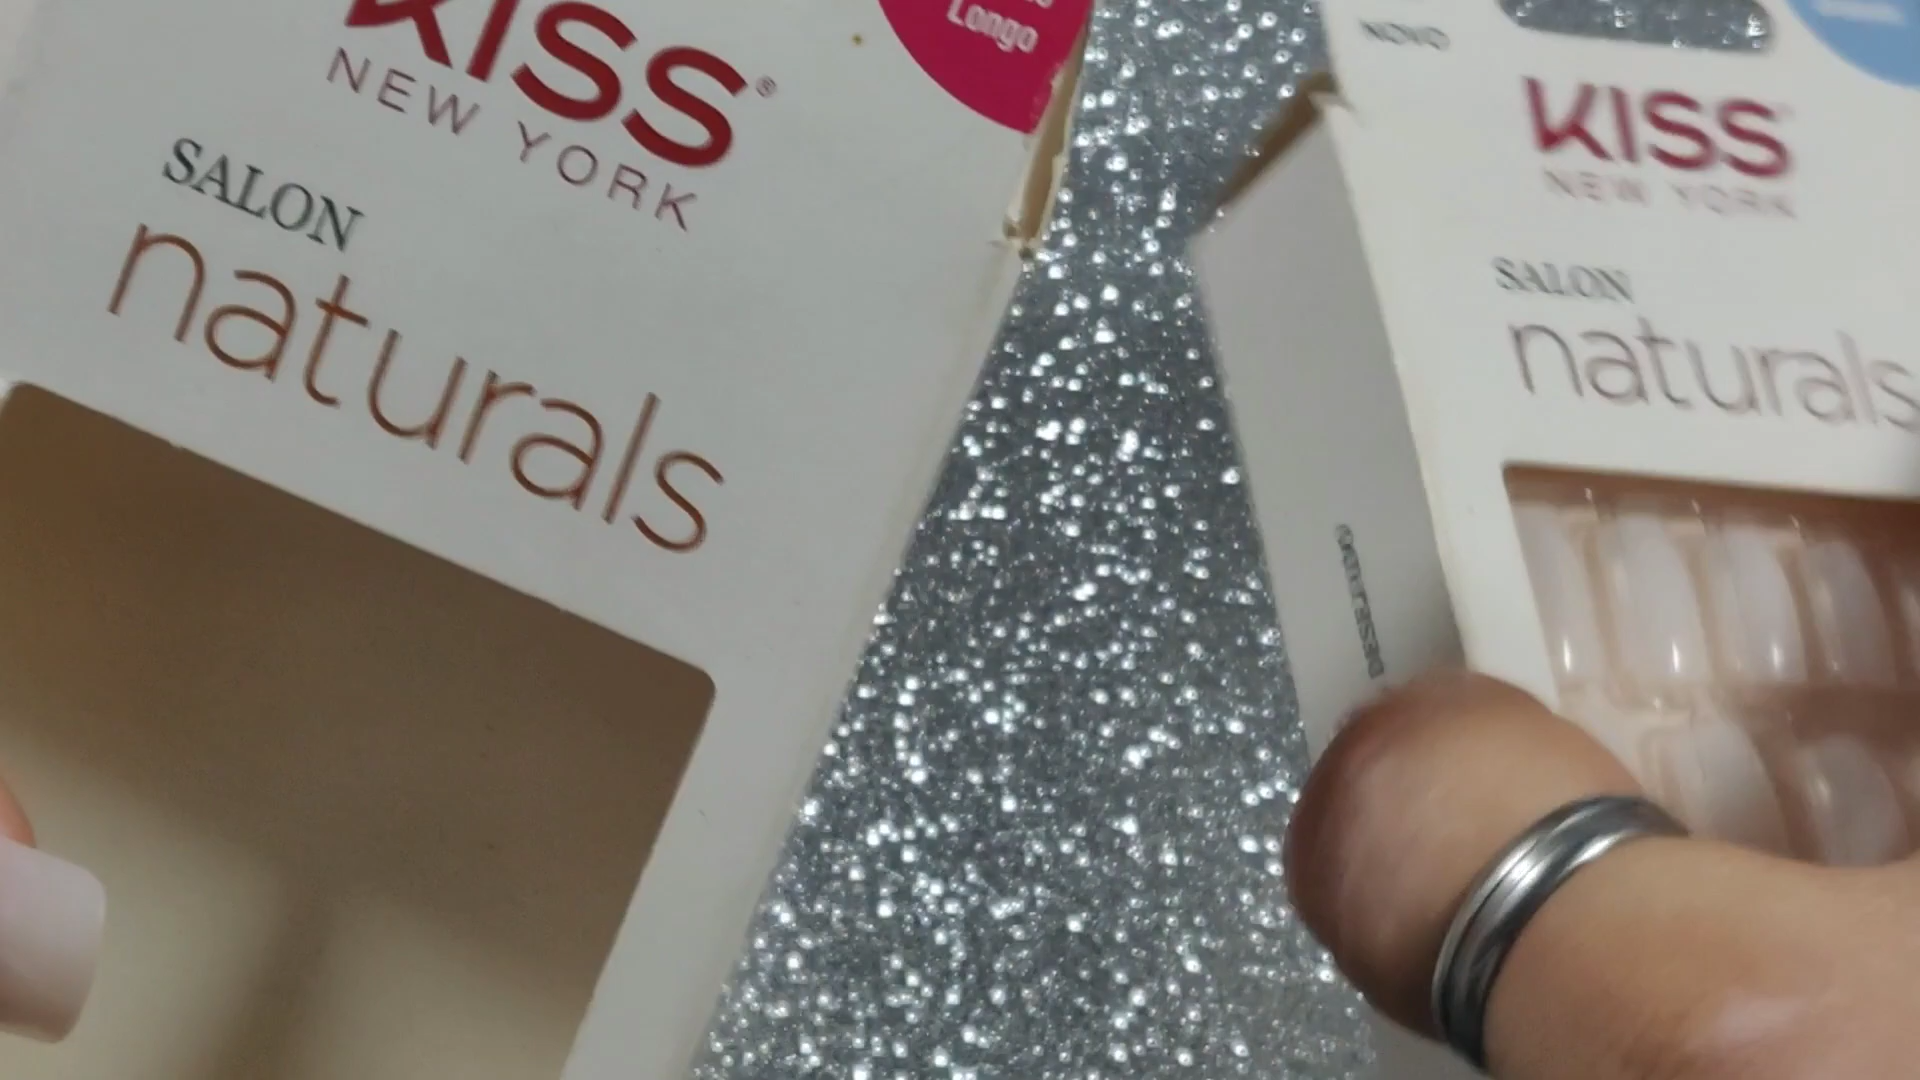 KISS
NEW YORK
SALON
naturals
Longo
NOVO
KISS
NEW YORK
SALON
naturals